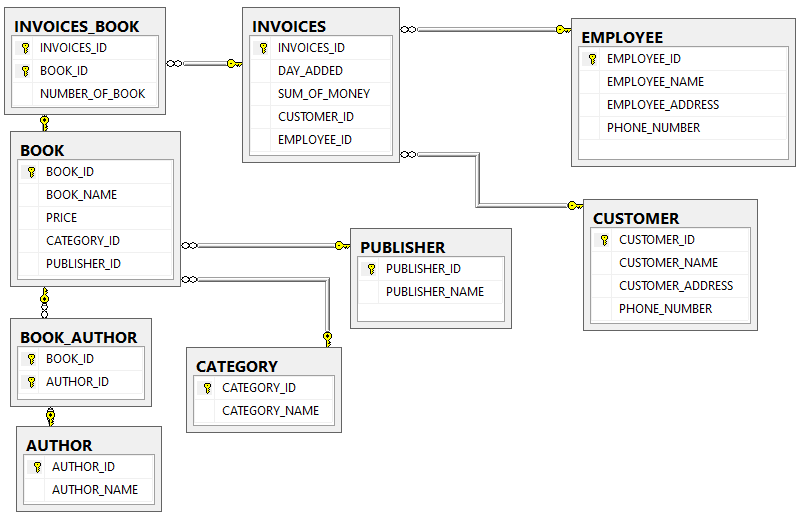 INVOICES_BOOK
INVOICES_ID
BOOK_ID
NUMBER_OF_BOOK
INVOICES
INVOICES_ID
DAY_ADDED
SUM_OF_MONEY
CUSTOMER_ID
EMPLOYEE_ID
EMPLOYEE
EMPLOYEE_ID
EMPLOYEE_NAME
EMPLOYEE_ADDRESS
PHONE_NUMBER
BOOK
BOOK_ID
BOOK_NAME
PRICE
CATEGORY_ID
PUBLISHER_ID
PUBLISHER
PUBLISHER_ID
PUBLISHER_NAME
CUSTOMER
CUSTOMER_ID
CUSTOMER_NAME
CUSTOMER_ADDRESS
PHONE_NUMBER
BOOK_AUTHOR
BOOK_ID
AUTHOR_ID
CATEGORY
CATEGORY_ID
CATEGORY_NAME
AUTHOR
AUTHOR_ID
AUTHOR_NAME